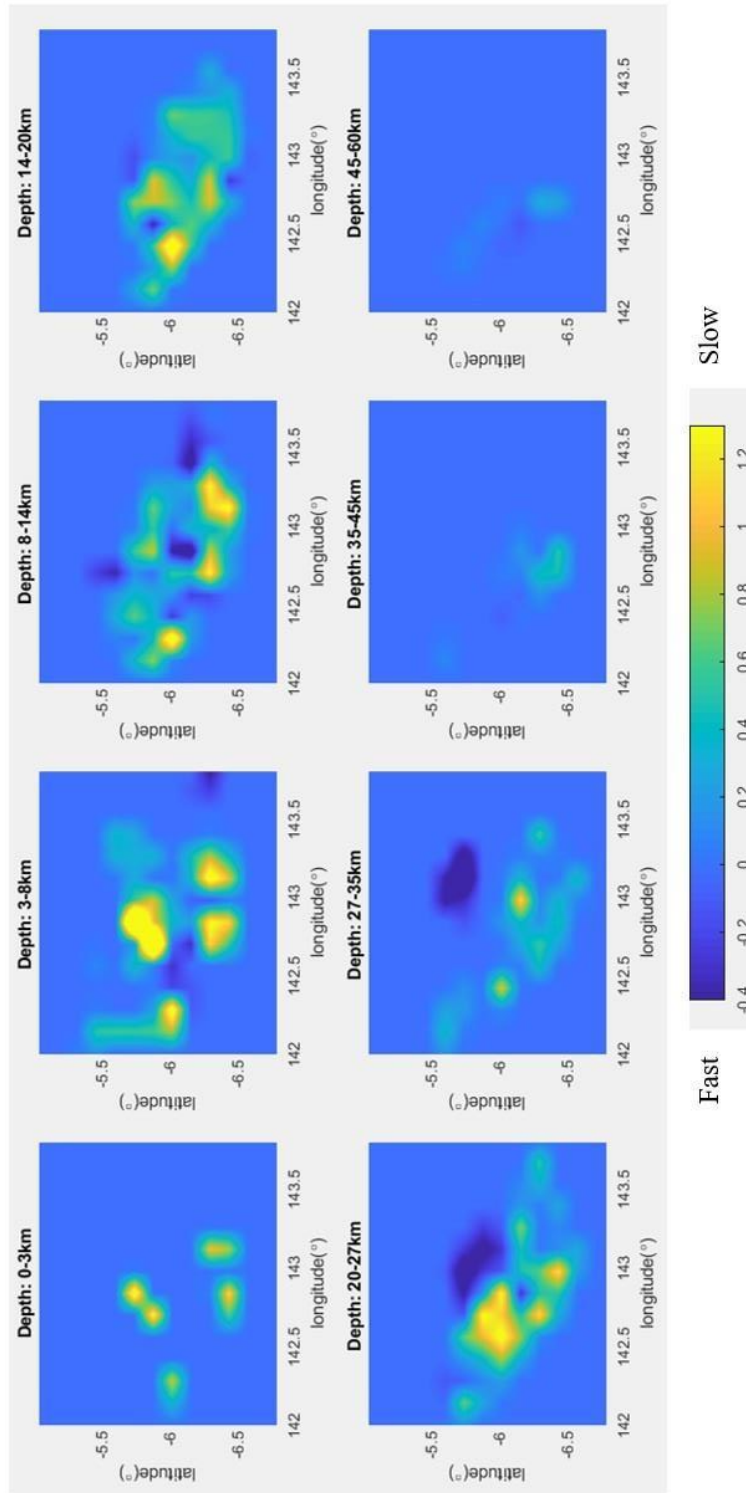 Depth: 0-3km
-5.5
-6
-6.5
latitude(°)
142 142.5 143 143.5
longitude(°)
Depth: 3-8km
-5.5
-6
-6.5
latitude(°)
142 142.5 143 143.5
longitude(°)
Depth: 8-14km
-5.5
-6
-6.5
latitude(°)
142 142.5 143 143.5
longitude(°)
Depth: 14-20km
-5.5
-6
-6.5
latitude(°)
142 142.5 143 143.5
longitude(°)
Depth: 20-27km
-5.5
-6
-6.5
latitude(°)
142 142.5 143 143.5
longitude(°)
Depth: 27-35km
-5.5
-6
-6.5
latitude(°)
142 142.5 143 143.5
longitude(°)
Depth: 35-45km
-5.5
-6
-6.5
latitude(°)
142 142.5 143 143.5
longitude(°)
Depth: 45-60km
-5.5
-6
-6.5
latitude(°)
142 142.5 143 143.5
longitude(°)
Fast Slow
-0.4 -0.2 0 0.2 0.4 0.6 0.8 1 1.2